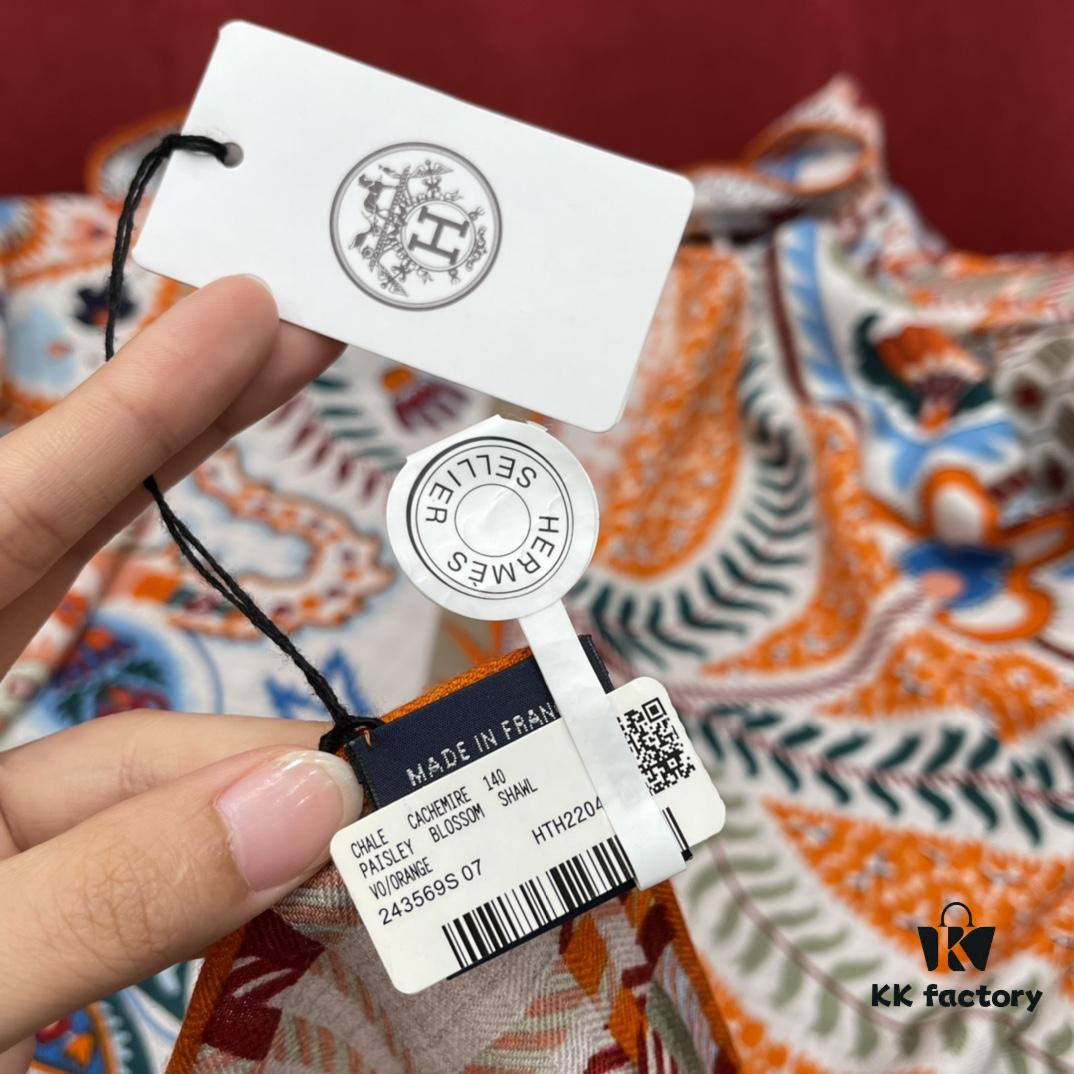 H
HERMÈS
SELLIER
MADE IN FRAN
CHALE CACHEMIRE 140
PAISLEY BLOSSOM SHAWL
VO/ORANGE
HTH2204
243569S 07
K
KK factory